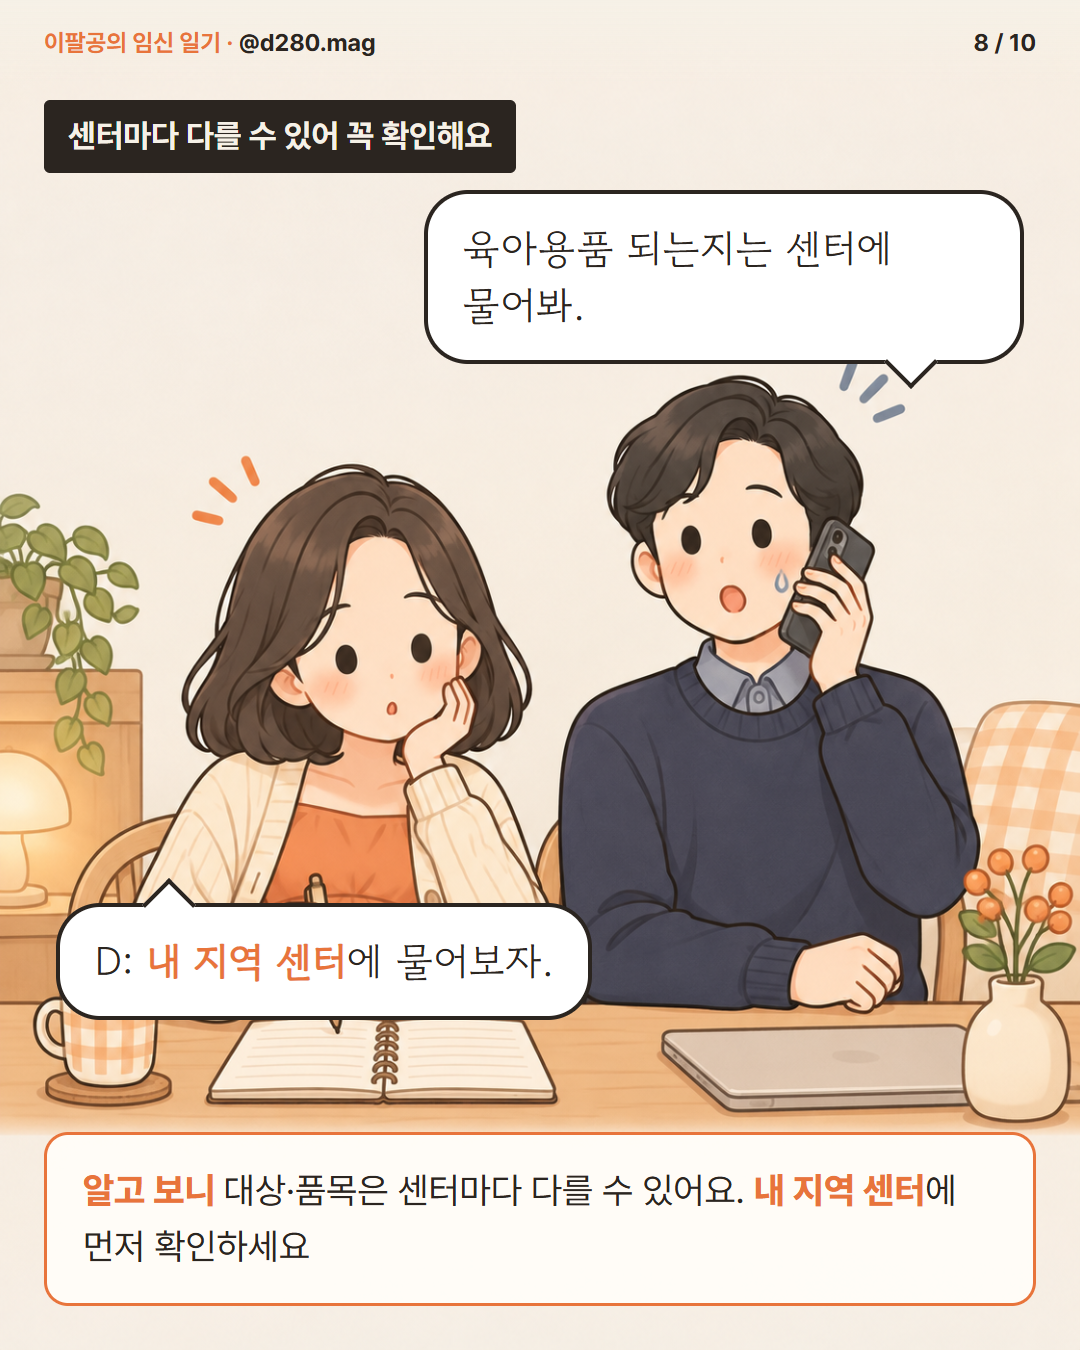 이팔공의 임신 일기 · @d280.mag
8 / 10
센터마다 다를 수 있어 꼭 확인해요
육아용품 되는지는 센터에
물어봐.
D: 내 지역 센터에 물어보자.
알고 보니 대상·품목은 센터마다 다를 수 있어요. 내 지역 센터에
먼저 확인하세요